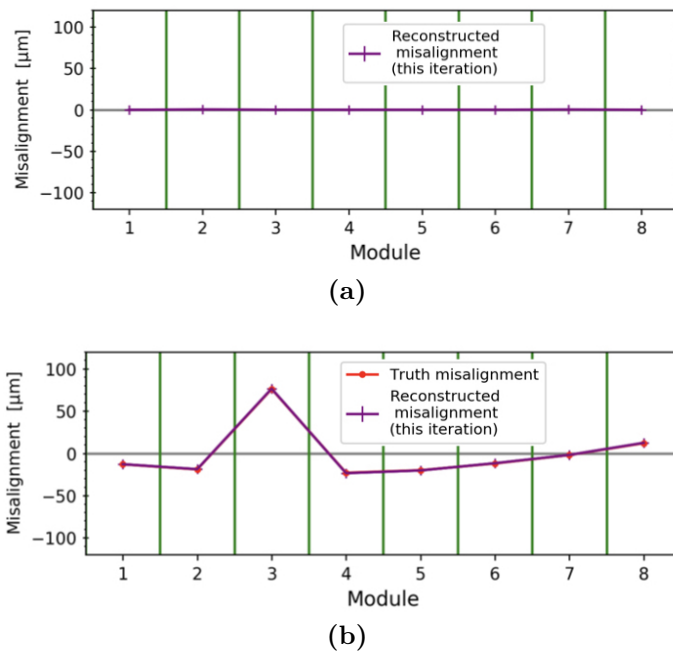 100
50
0
−50
−100
Misalignment [µm]
Reconstructed
misalignment
(this iteration)
1 2 3 4 5 6 7 8
Module
(a)
100
50
0
−50
−100
Misalignment [µm]
Truth misalignment
Reconstructed
misalignment
(this iteration)
1 2 3 4 5 6 7 8
Module
(b)